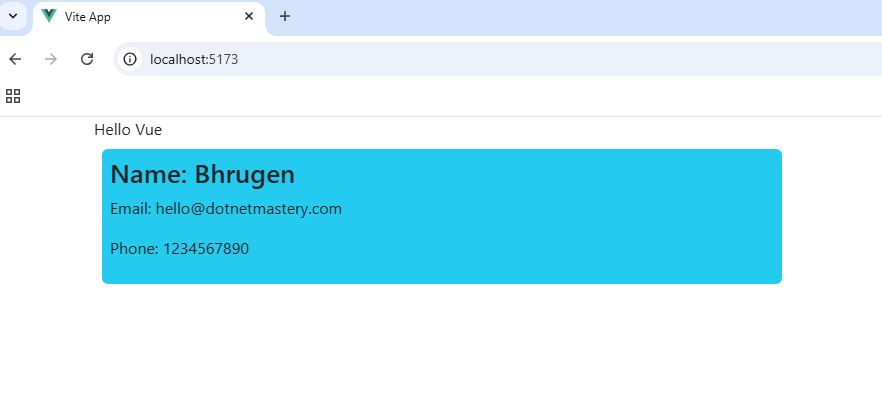 Vite App
localhost:5173
Hello Vue
Name: Bhrugen
Email: hello@dotnetmastery.com
Phone: 1234567890